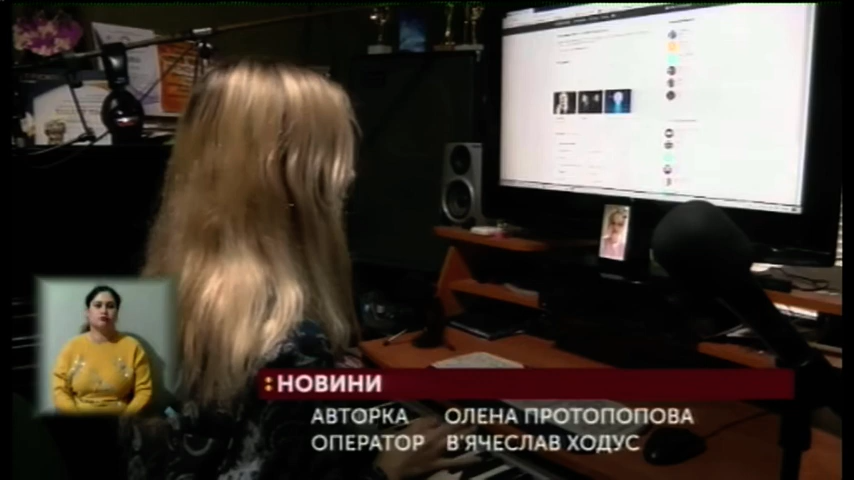 :НОВИНИ
АВТОРКА ОЛЕНА ПРОТОПОПОВА
ОПЕРАТОР В'ЯЧЕСЛАВ ХОДУС